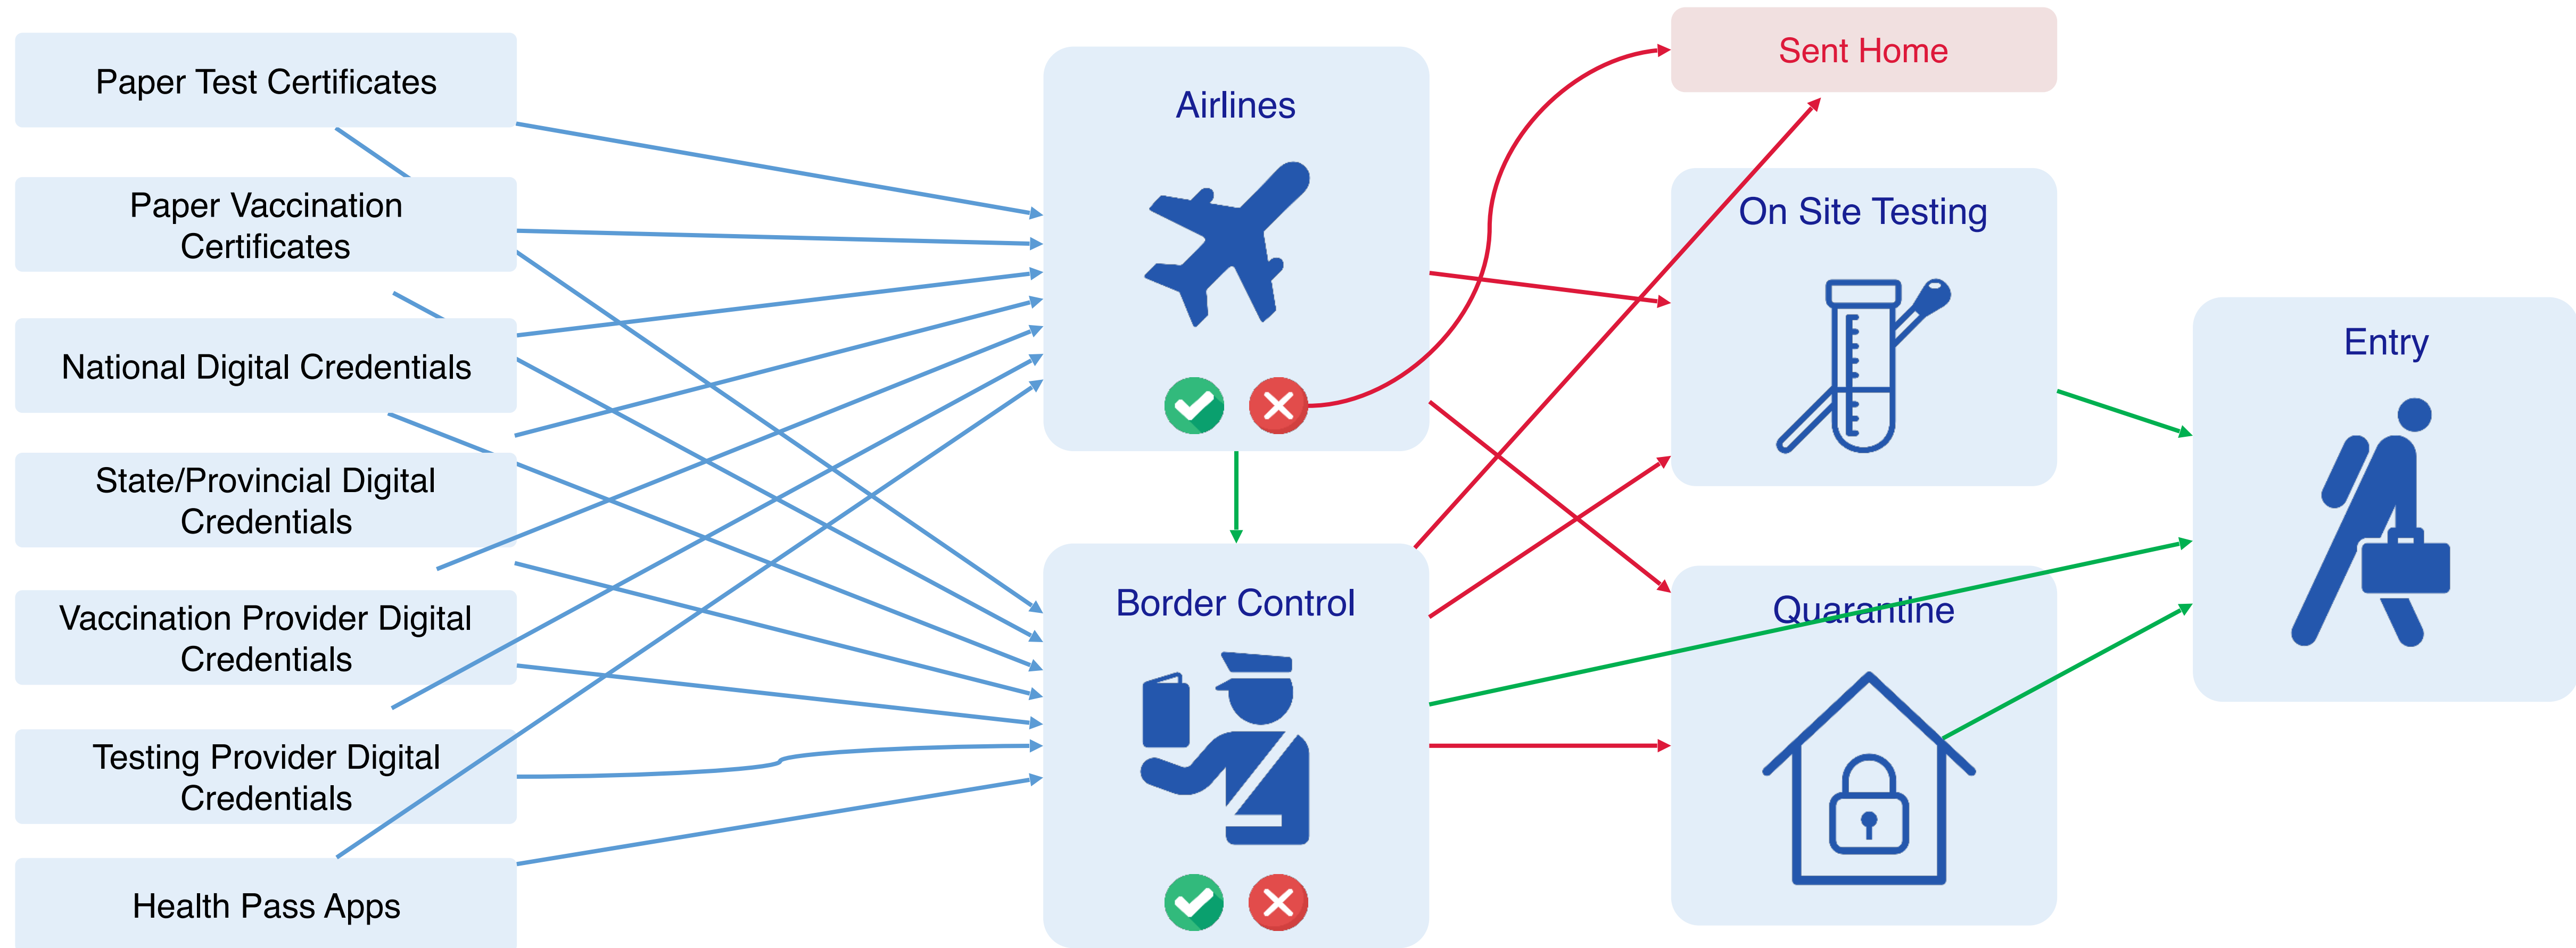 Paper Test Certificates
Paper Vaccination
Certificates
National Digital Credentials
State/Provincial Digital
Credentials
Vaccination Provider Digital
Credentials
Testing Provider Digital
Credentials
Health Pass Apps
Airlines
Border Control
Sent Home
On Site Testing
Quarantine
Entry